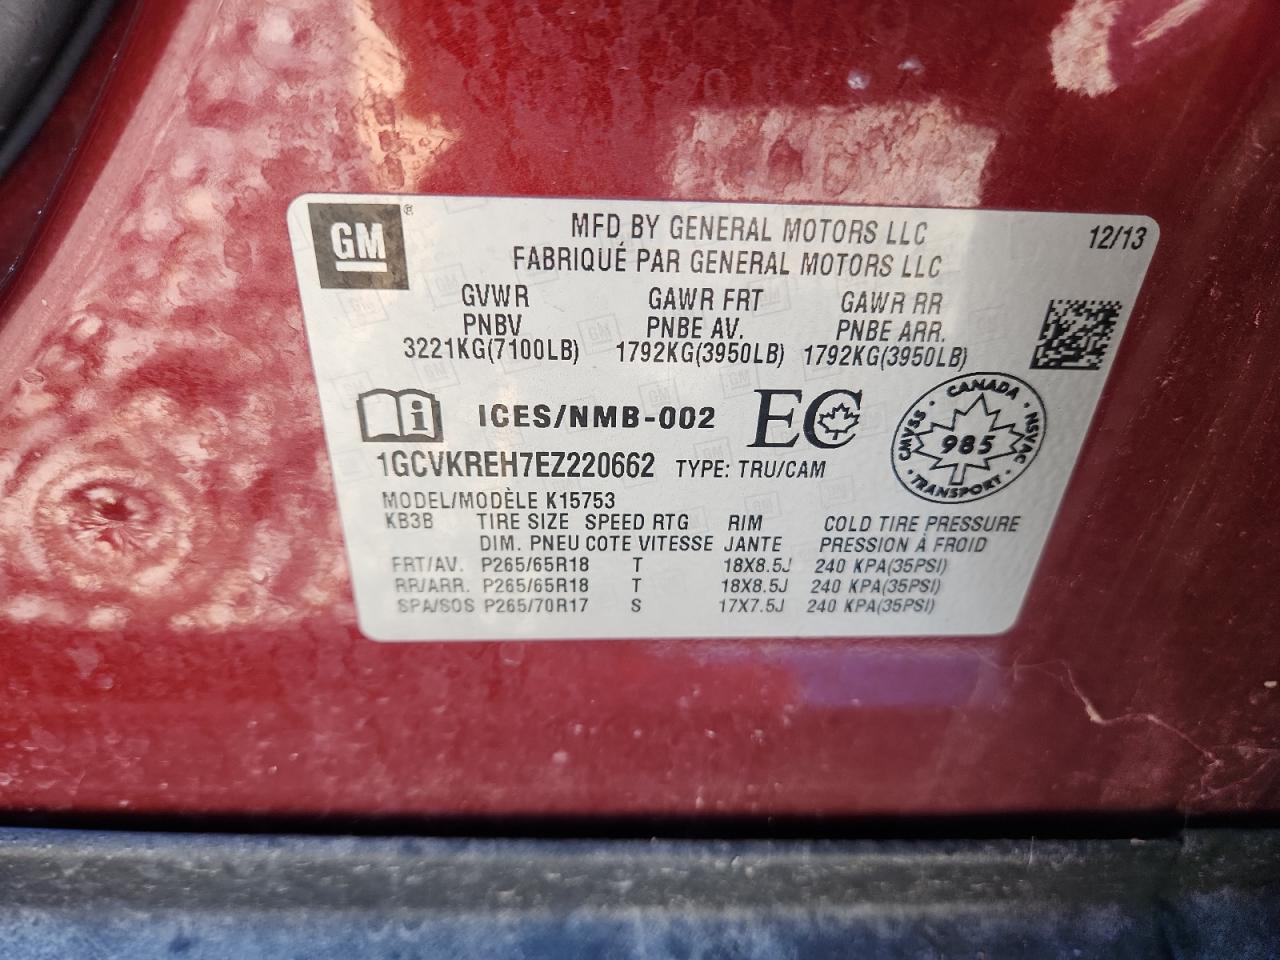 GM®
MFD BY GENERAL MOTORS LLC 12/13
FABRIQUÉ PAR GENERAL MOTORS LLC
GVWR GAWR FRT GAWR RR
PNBV PNBE AV. PNBE ARR.
3221KG(7100LB) 1792KG(3950LB) 1792KG(3950LB)
i ICES/NMB-002 EC
CANADA
CMVSS 985 NSVAC
TRANSPORT
1GCVKREH7EZ220662 TYPE: TRU/CAM
MODEL/MODÈLE K15753
KB3B TIRE SIZE SPEED RTG RIM COLD TIRE PRESSURE
DIM. PNEU COTE VITESSE JANTE PRESSION À FROID
FRT/AV. P265/65R18 T 18X8.5J 240 KPA(35PSI)
RR/ARR. P265/65R18 T 18X8.5J 240 KPA(35PSI)
SPA/SOS P265/70R17 S 17X7.5J 240 KPA(35PSI)